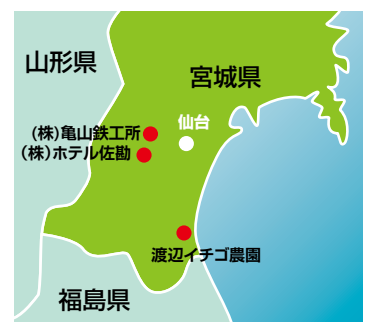 山形県
宮城県
仙台
(株)亀山鉄工所
(株)ホテル佐勘
渡辺イチゴ農園
福島県